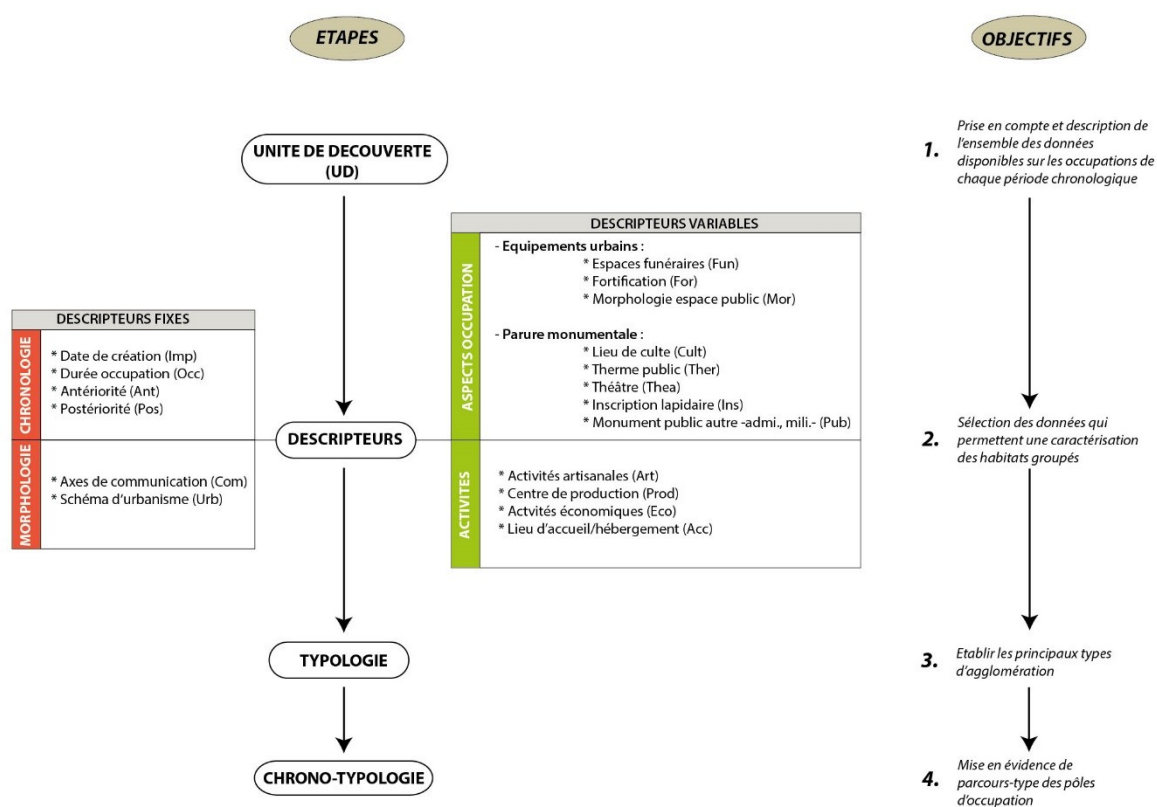 ETAPES
OBJECTIFS
UNITE DE DECOUVERTE
(UD)
1.
Prise en compte et description de
l'ensemble des données
disponibles sur les occupations de
chaque période chronologique
DESCRIPTEURS FIXES
CHRONOLOGIE
* Date de création (Imp)
* Durée occupation (Occ)
* Antériorité (Ant)
* Postériorité (Pos)
MORPHOLOGIE
* Axes de communication (Com)
* Schéma d'urbanisme (Urb)
DESCRIPTEURS
DESCRIPTEURS VARIABLES
ASPECTS OCCUPATION
- Equipements urbains :
* Espaces funéraires (Fun)
* Fortification (For)
* Morphologie espace public (Mor)
- Parure monumentale :
* Lieu de culte (Cult)
* Therme public (Ther)
* Théâtre (Thea)
* Inscription lapidaire (Ins)
* Monument public autre -admi., mili.- (Pub)
ACTIVITES
* Activités artisanales (Art)
* Centre de production (Prod)
* Actvités économiques (Eco)
* Lieu d'accueil/hébergement (Acc)
2.
Sélection des données qui
permettent une caractérisation
des habitats groupés
TYPOLOGIE
3.
Etablir les principaux types
d'agglomération
CHRONO-TYPOLOGIE
4.
Mise en évidence de
parcours-type des pôles
d'occupation